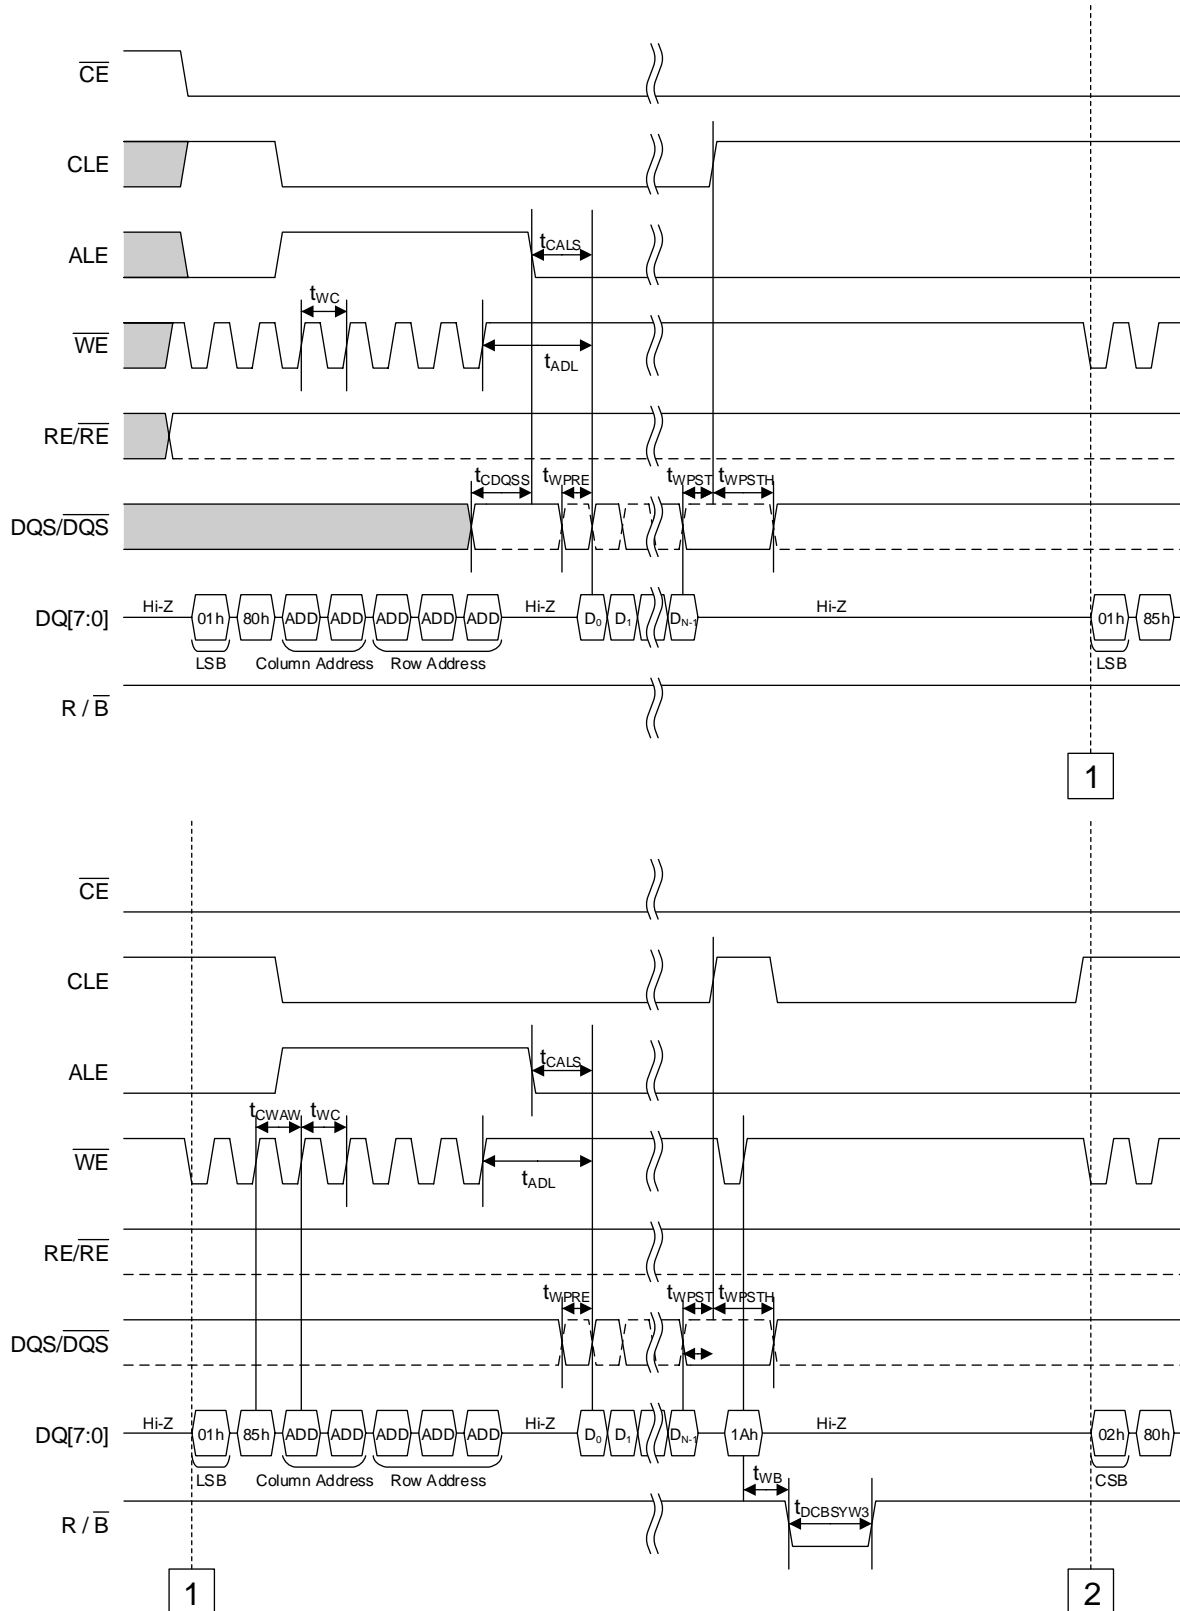 CE
CLE
ALE
tCALS
tWC
WE
tADL
RE/RE
tCDQSS tWPRE tWPST tWPSTH
DQS/DQS
DQ[7:0] Hi-Z 01h 80h ADD ADD ADD ADD ADD Hi-Z D0 D1 DN-1 Hi-Z 01h 85h
LSB Column Address Row Address LSB
R / B
1
CE
CLE
ALE
tCALS
tCWAW tWC
WE
tADL
RE/RE
tWPRE tWPST tWPSTH
DQS/DQS
DQ[7:0] Hi-Z 01h 85h ADD ADD ADD ADD ADD Hi-Z D0 D1 DN-1 1Ah Hi-Z 02h 80h
LSB Column Address Row Address CSB
tWB
R / B
tDCBSYW3
1 2